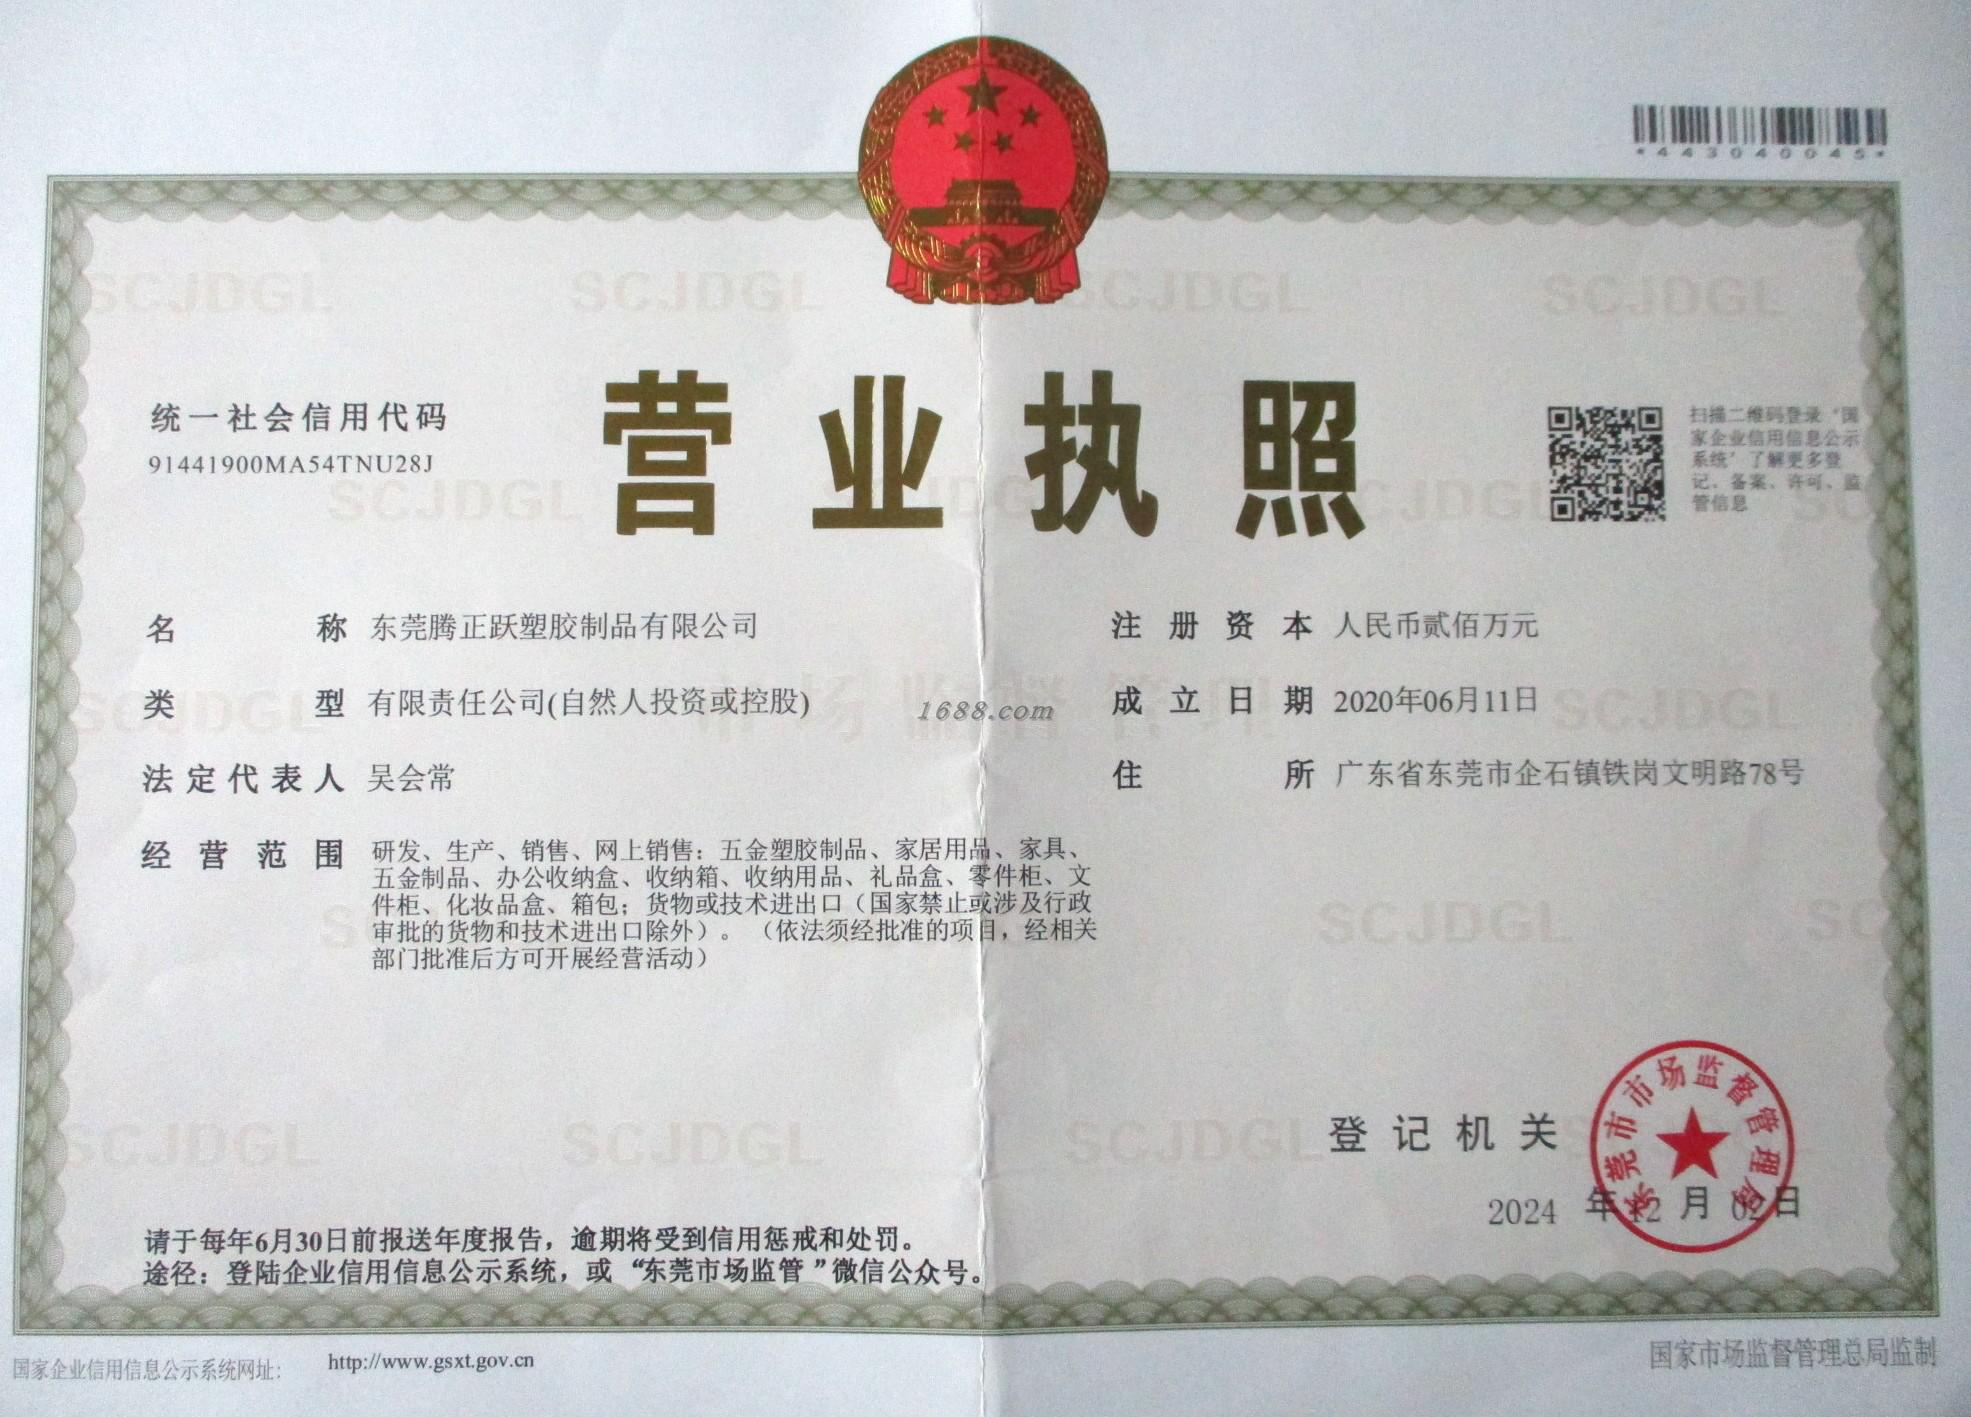 *443040045*
营业执照
统一社会信用代码
91441900MA54TNU28J
扫描二维码登录“国
家企业信用信息公示
系统”了解更多登
记、备案、许可、监
管信息
名称 东莞腾正跃塑胶制品有限公司
类型 有限责任公司(自然人投资或控股)
法定代表人 吴会常
经营范围 研发、生产、销售、网上销售：五金塑胶制品、家居用品、家具、
五金制品、办公收纳盒、收纳箱、收纳用品、礼品盒、零件柜、文
件柜、化妆品盒、箱包；货物或技术进出口（国家禁止或涉及行政
审批的货物和技术进出口除外）。（依法须经批准的项目，经相关
部门批准后方可开展经营活动）
注册资本 人民币贰佰万元
成立日期 2020年06月11日
住所 广东省东莞市企石镇铁岗文明路78号
1688.com
市场监督管理
SCJDGL SCJDGL SCJDGL SCJDGL
登记机关
东莞市市场监督管理局
2024 年 12 月 02 日
请于每年6月30日前报送年度报告，逾期将受到信用惩戒和处罚。
途径：登陆企业信用信息公示系统，或“东莞市场监管”微信公众号。
国家企业信用信息公示系统网址： http://www.gsxt.gov.cn
国家市场监督管理总局监制